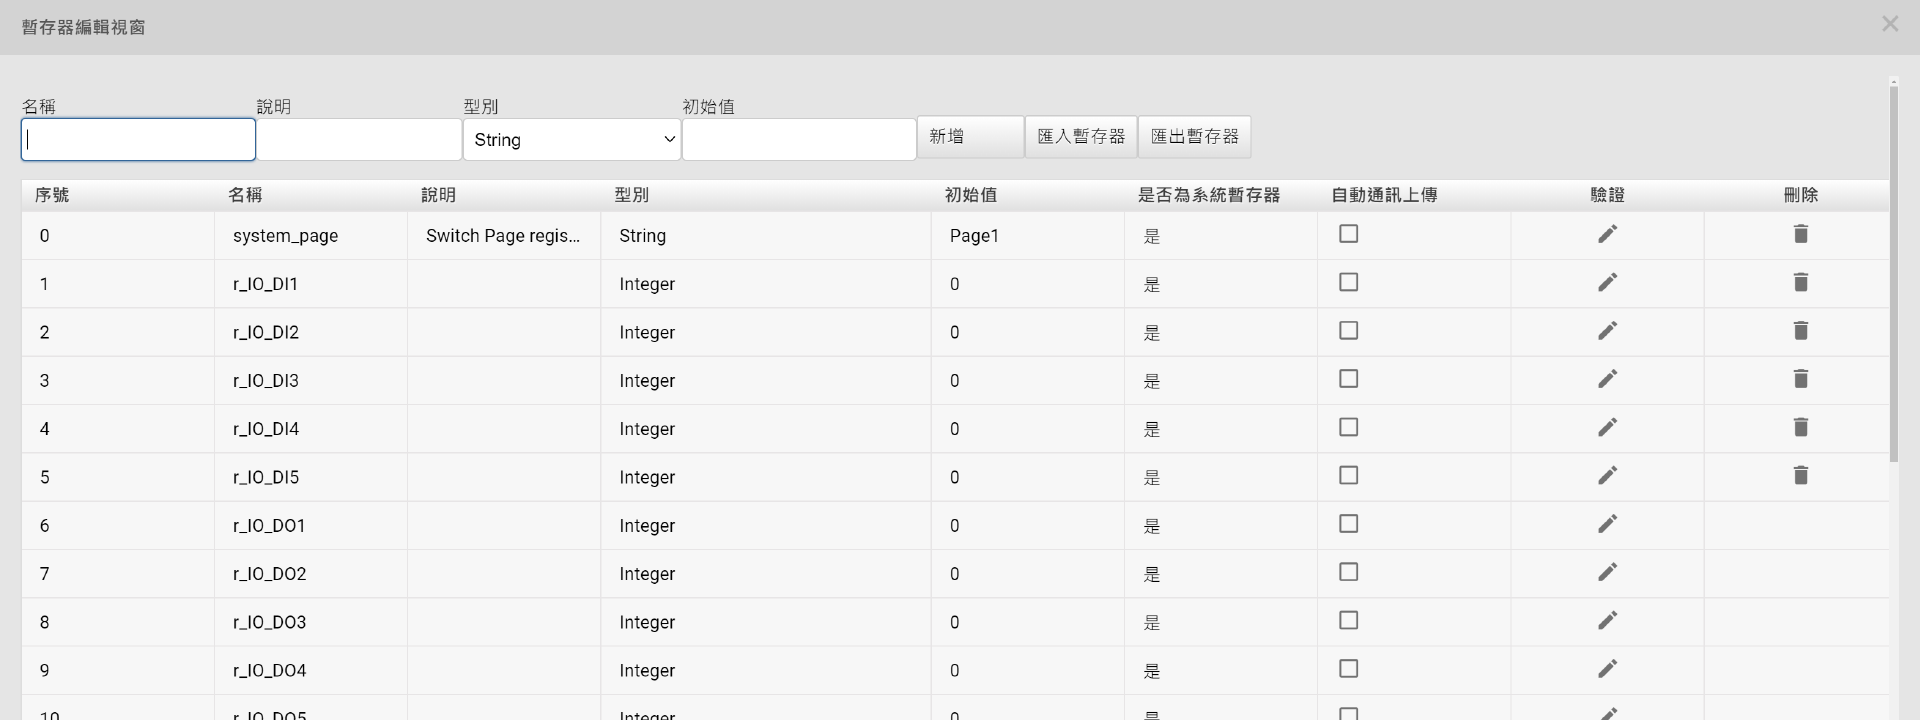 暫存器編輯視窗
名稱 說明 型別 初始值
String 新增 匯入暫存器 匯出暫存器
序號 名稱 說明 型別 初始值 是否為系統暫存器 自動通訊上傳 驗證 刪除
0 system_page Switch Page regis... String Page1 是
1 r_IO_DI1 Integer 0 是
2 r_IO_DI2 Integer 0 是
3 r_IO_DI3 Integer 0 是
4 r_IO_DI4 Integer 0 是
5 r_IO_DI5 Integer 0 是
6 r_IO_DO1 Integer 0 是
7 r_IO_DO2 Integer 0 是
8 r_IO_DO3 Integer 0 是
9 r_IO_DO4 Integer 0 是
10 r_IO_DO5 Integer 0 是